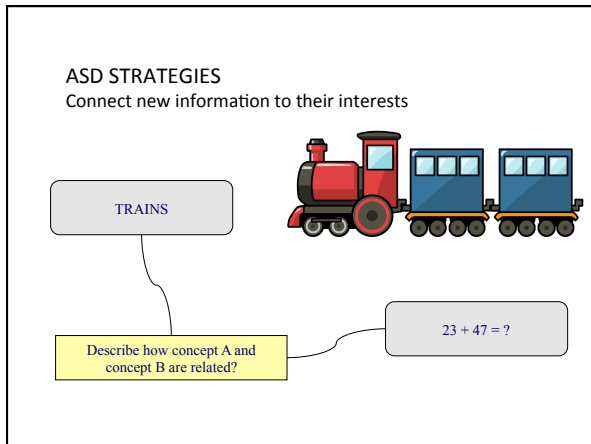 ASD STRATEGIES
Connect new information to their interests
TRAINS
23 + 47 = ?
Describe how concept A and
concept B are related?